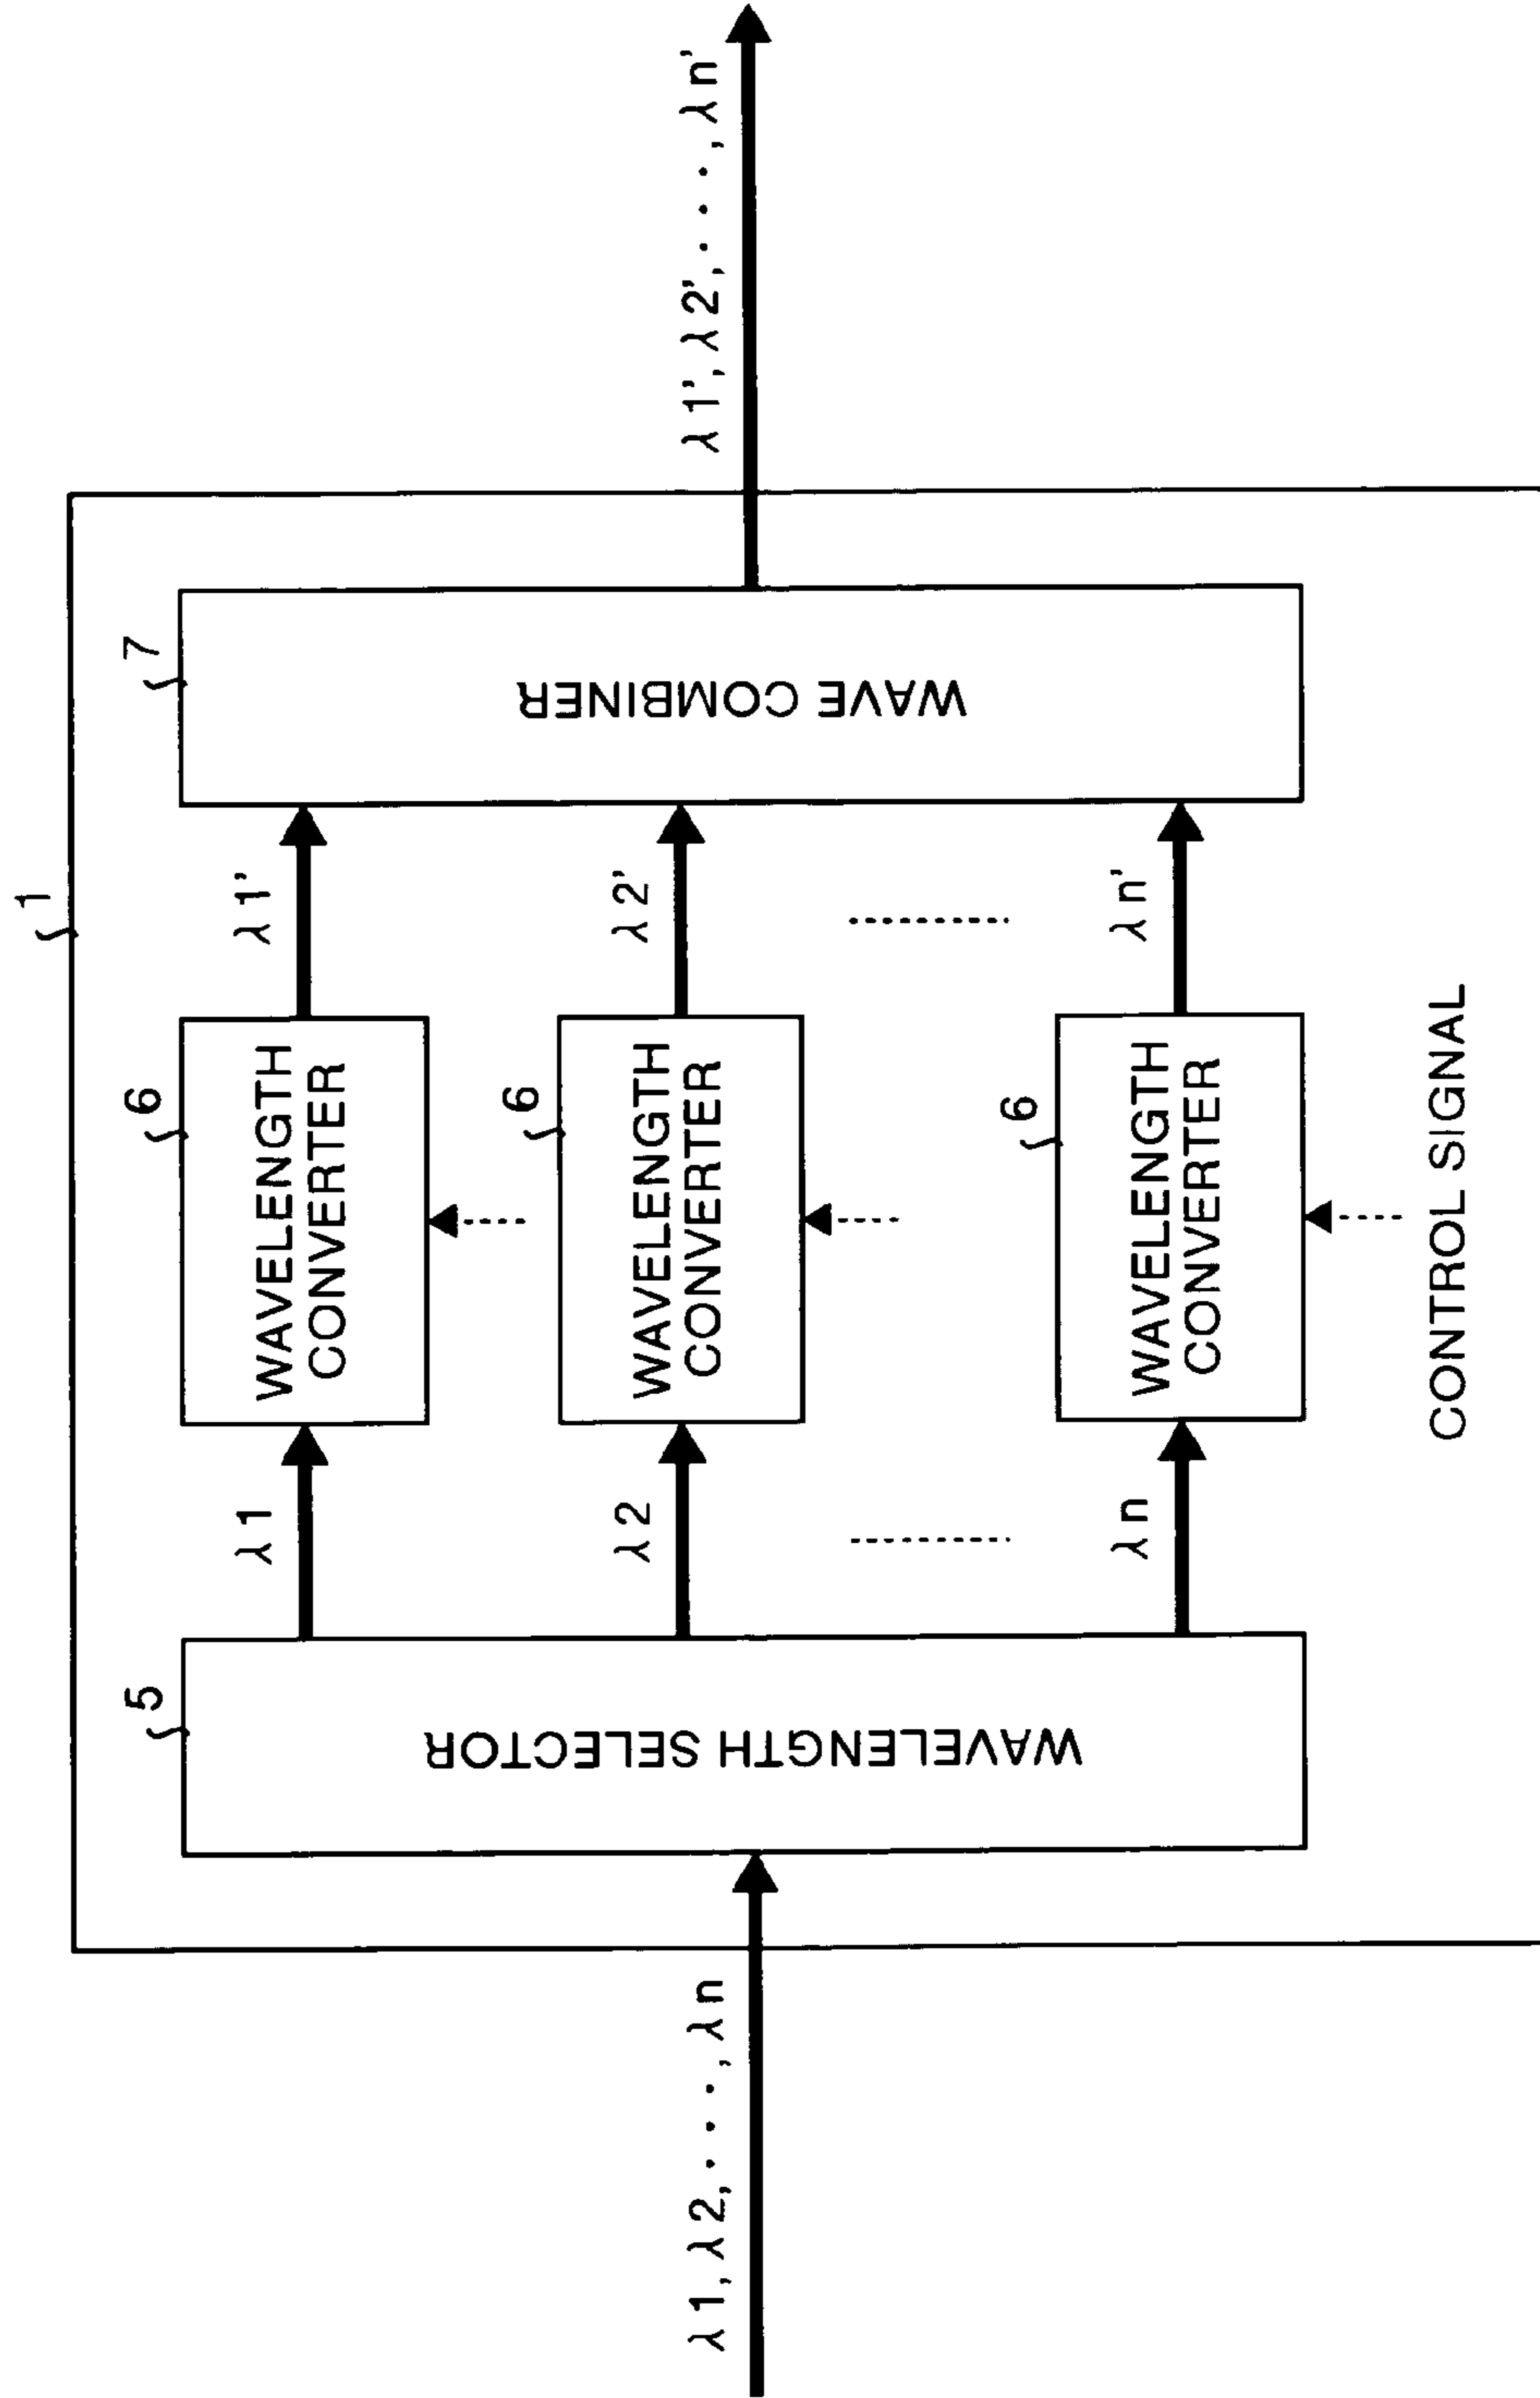 1
5
6
6
6
7
λ1, λ2, · · · , λn
WAVELENGTH SELECTOR
λ1
λ2
λn
WAVELENGTH
CONVERTER
WAVELENGTH
CONVERTER
WAVELENGTH
CONVERTER
CONTROL SIGNAL
λ1'
λ2'
λn'
WAVE COMBINER
λ1', λ2', · · · , λn'